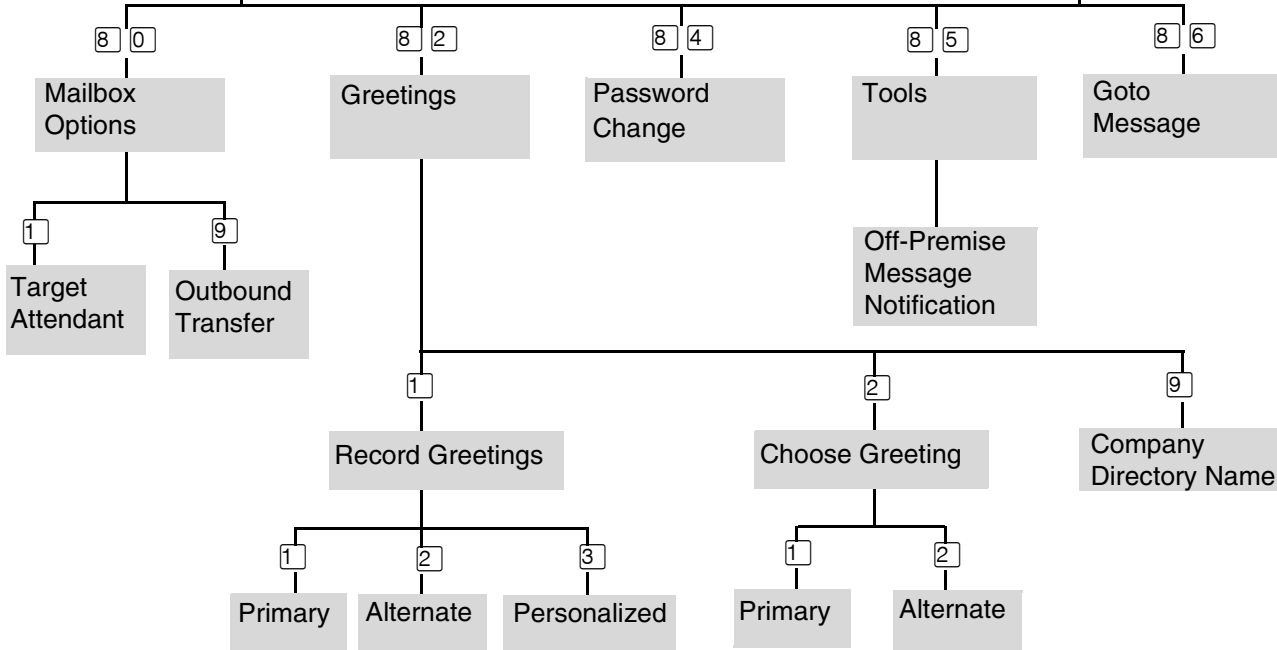 8 0
8 2
8 4
8 5
8 6
Mailbox
Options
Greetings
Password
Change
Tools
Goto
Message
1
9
Target
Attendant
Outbound
Transfer
Off-Premise
Message
Notification
1
2
9
Record Greetings
Choose Greeting
Company
Directory Name
1
2
3
1
2
Primary
Alternate
Personalized
Primary
Alternate